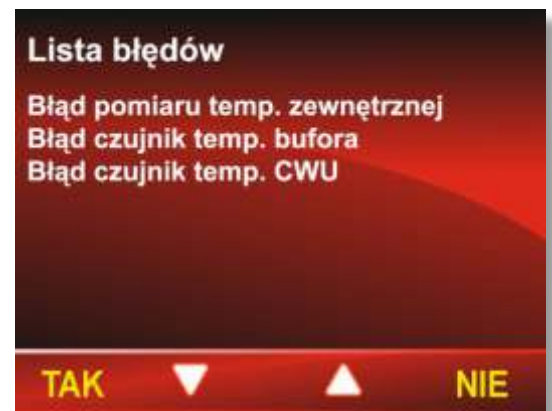 Lista błędów
Błąd pomiaru temp. zewnętrznej
Błąd czujnik temp. bufora
Błąd czujnik temp. CWU
TAK NIE